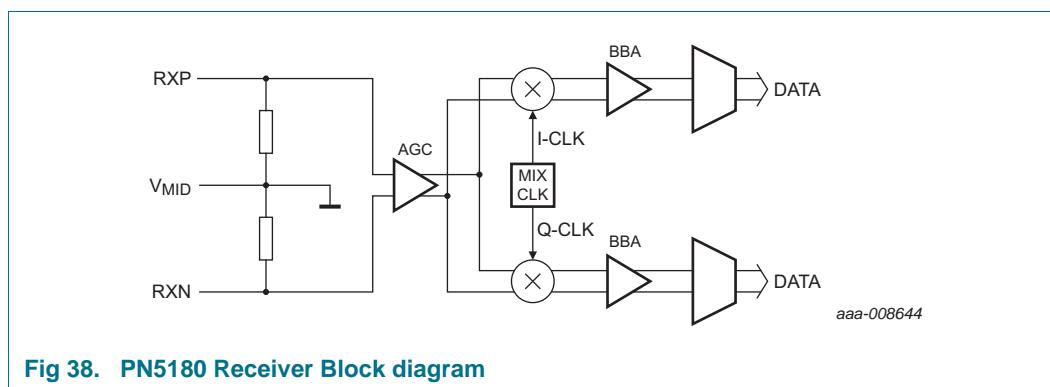 BBA
RXP
DATA
I-CLK
AGC
MIX
CLK
VMID
Q-CLK
BBA
RXN
DATA
aaa-008644
Fig 38. PN5180 Receiver Block diagram